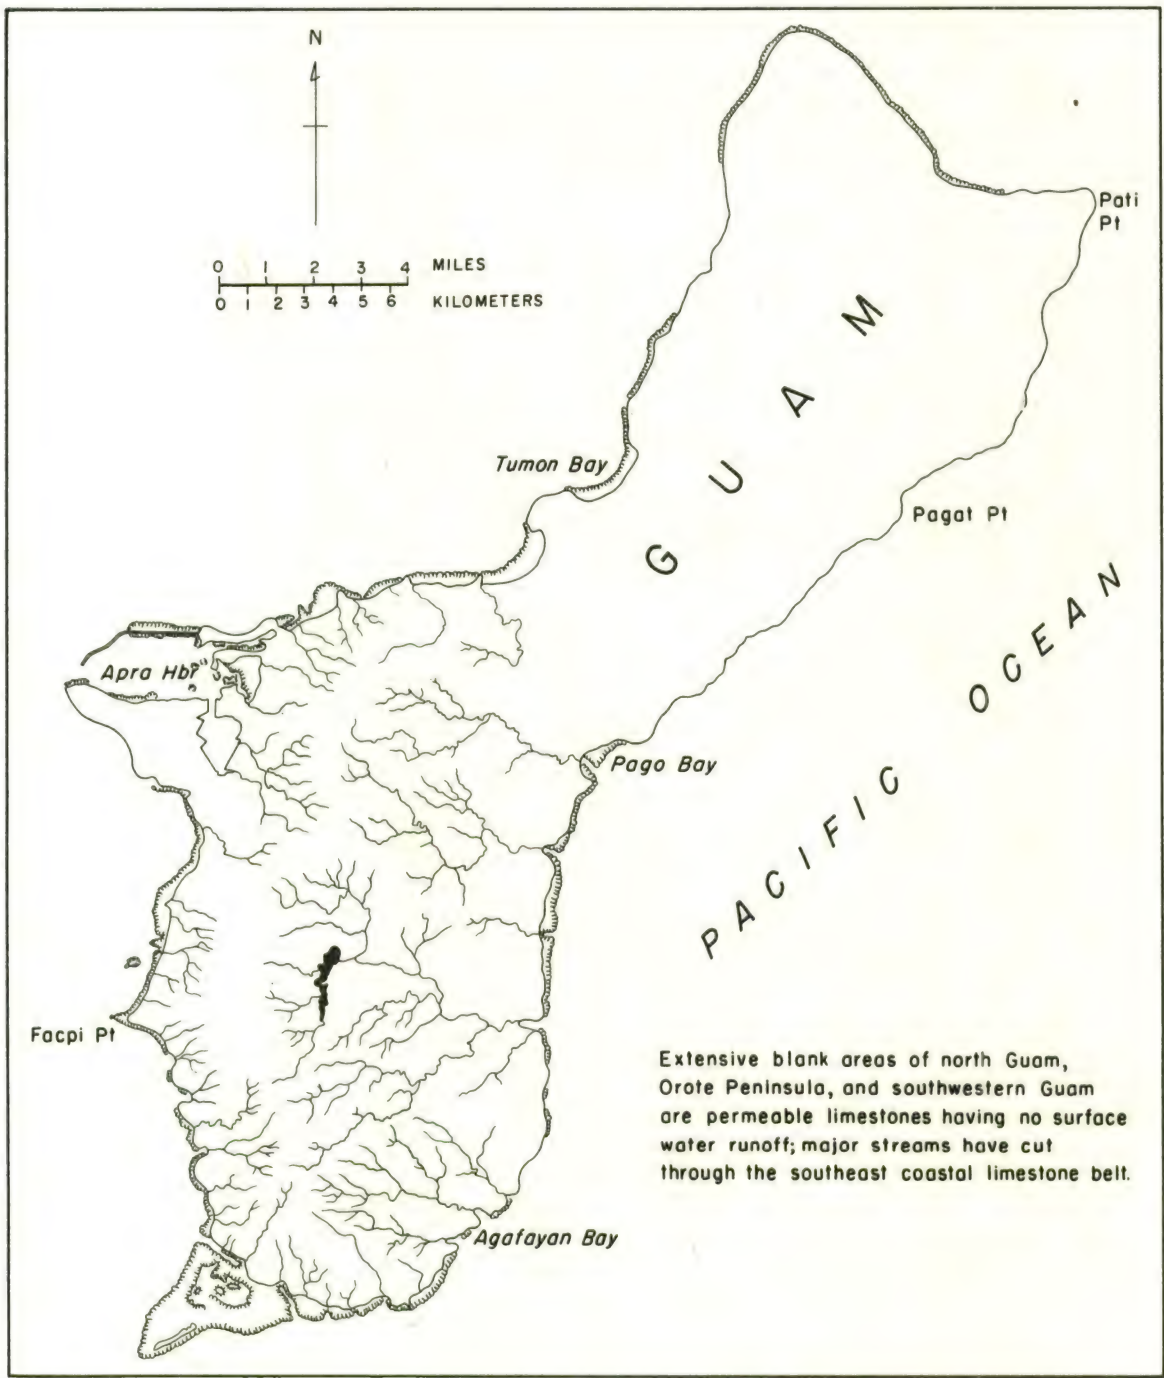 N
0 1 2 3 4 MILES
0 1 2 3 4 5 6 KILOMETERS
Pati
Pt
GUAM
Tumon Bay
Pagat Pt
Apra Hbr
PACIFIC OCEAN
Pago Bay
Facpi Pt
Extensive blank areas of north Guam,
Orote Peninsula, and southwestern Guam
are permeable limestones having no surface
water runoff; major streams have cut
through the southeast coastal limestone belt.
Agafayan Bay